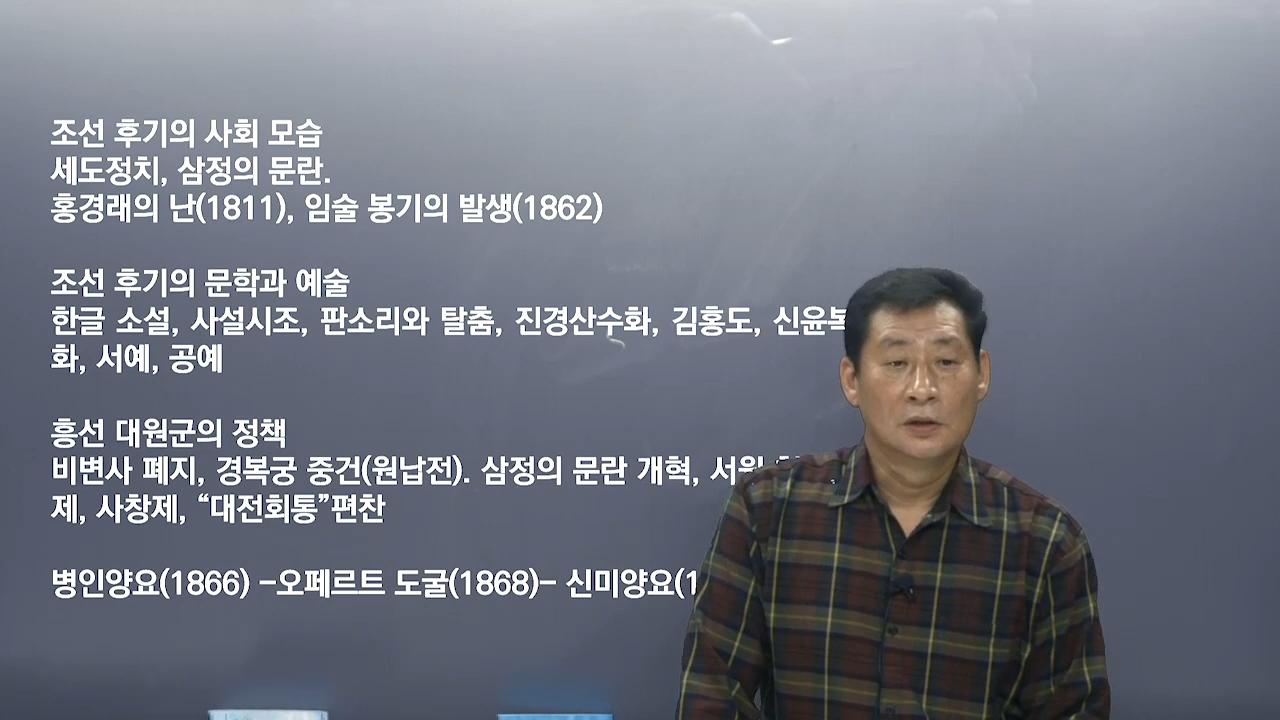 조선 후기의 사회 모습
세도정치, 삼정의 문란.
홍경래의 난(1811), 임술 봉기의 발생(1862)
조선 후기의 문학과 예술
한글 소설, 사설시조, 판소리와 탈춤, 진경산수화, 김홍도, 신윤복
화, 서예, 공예
흥선 대원군의 정책
비변사 폐지, 경복궁 중건(원납전). 삼정의 문란 개혁, 서원
제, 사창제, “대전회통”편찬
병인양요(1866) -오페르트 도굴(1868)- 신미양요(1